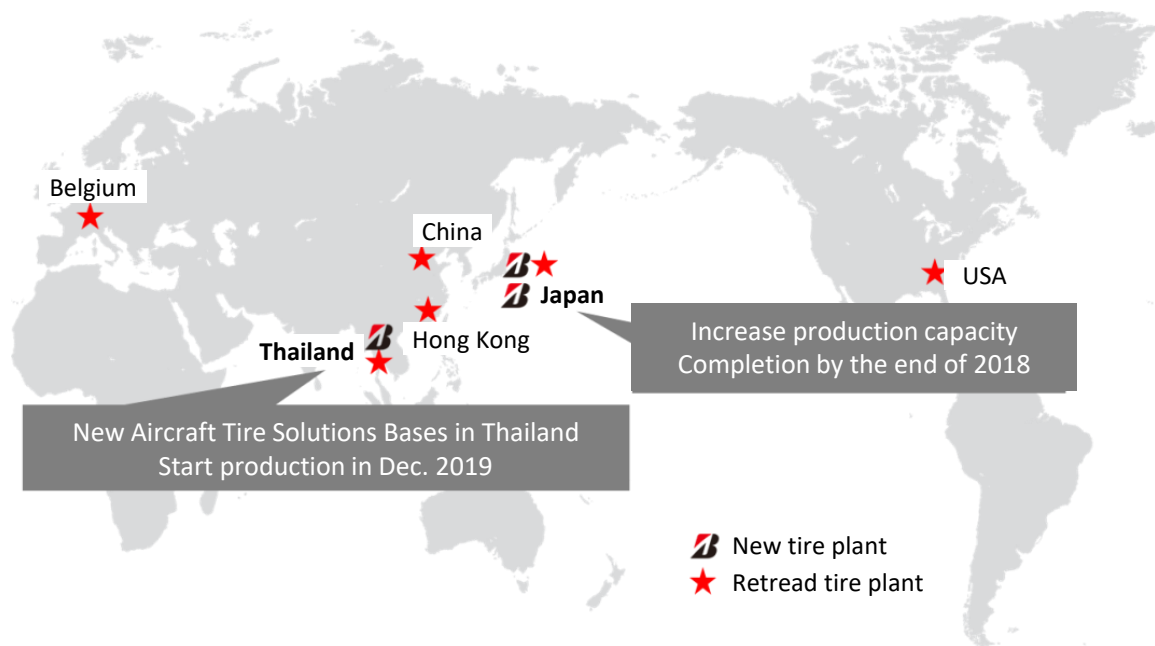 Belgium
China
Japan
USA
Hong Kong
Thailand
Increase production capacity
Completion by the end of 2018
New Aircraft Tire Solutions Bases in Thailand
Start production in Dec. 2019
New tire plant
Retread tire plant